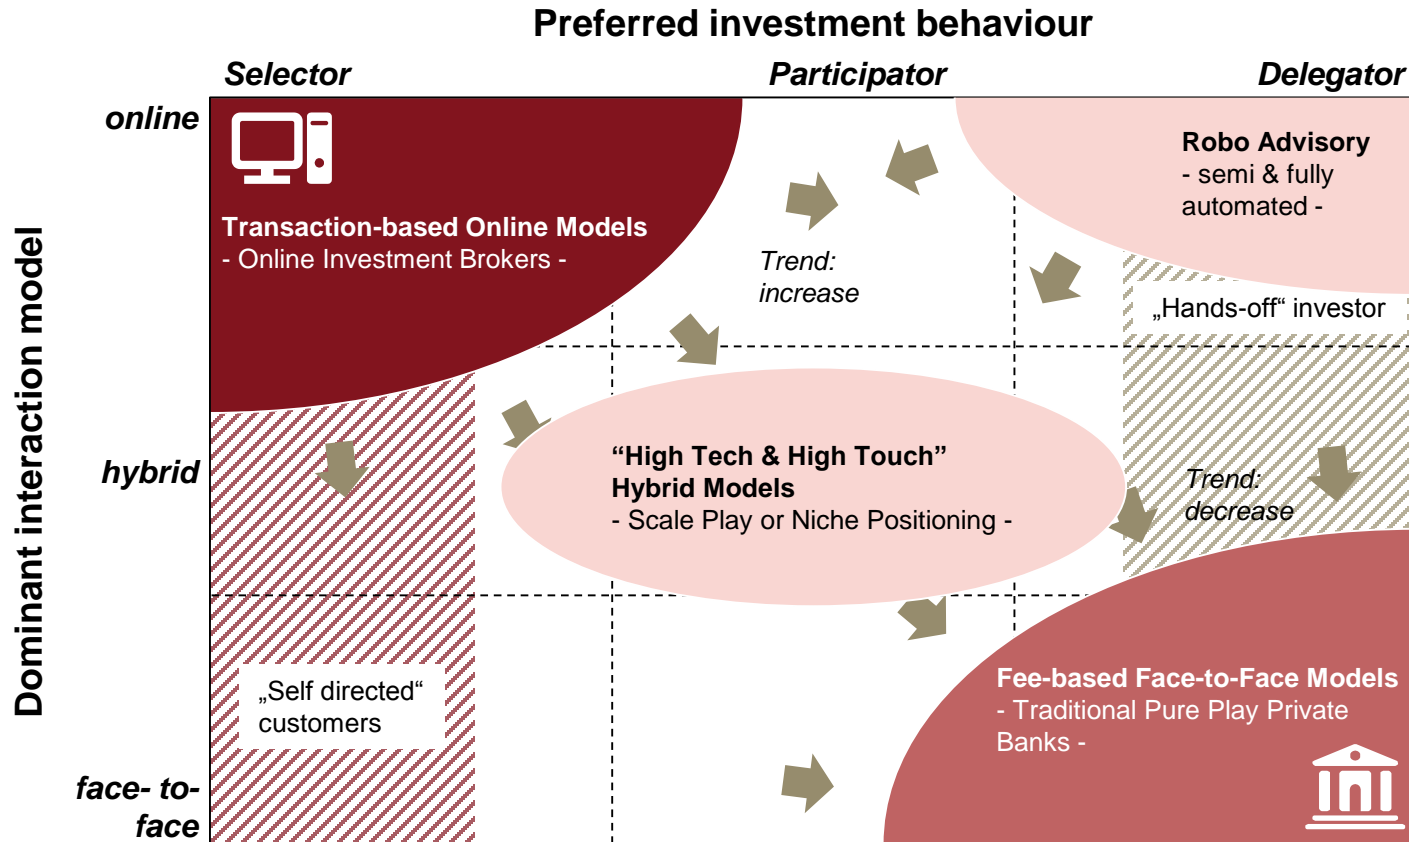 Preferred investment behaviour
Selector
Participator
Delegator
Dominant interaction model
online
hybrid
face- to-
face
Transaction-based Online Models
- Online Investment Brokers -
Robo Advisory
- semi & fully
automated -
Trend:
increase
„Hands-off“ investor
“High Tech & High Touch”
Hybrid Models
- Scale Play or Niche Positioning -
Trend:
decrease
„Self directed“
customers
Fee-based Face-to-Face Models
- Traditional Pure Play Private
Banks -